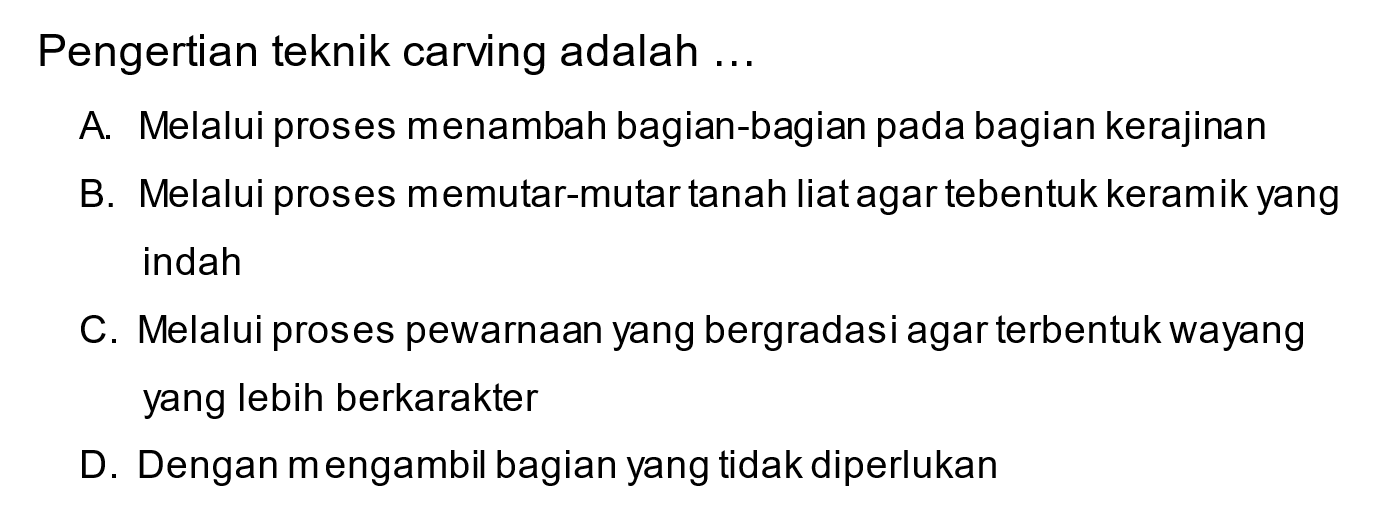 Pengertian teknik carving adalah ...
A. Melalui proses menambah bagian-bagian pada bagian kerajinan
B. Melalui proses memutar-mutar tanah liat agar tebentuk keramik yang
indah
C. Melalui proses pewarnaan yang bergradasi agar terbentuk wayang
yang lebih berkarakter
D. Dengan mengambil bagian yang tidak diperlukan